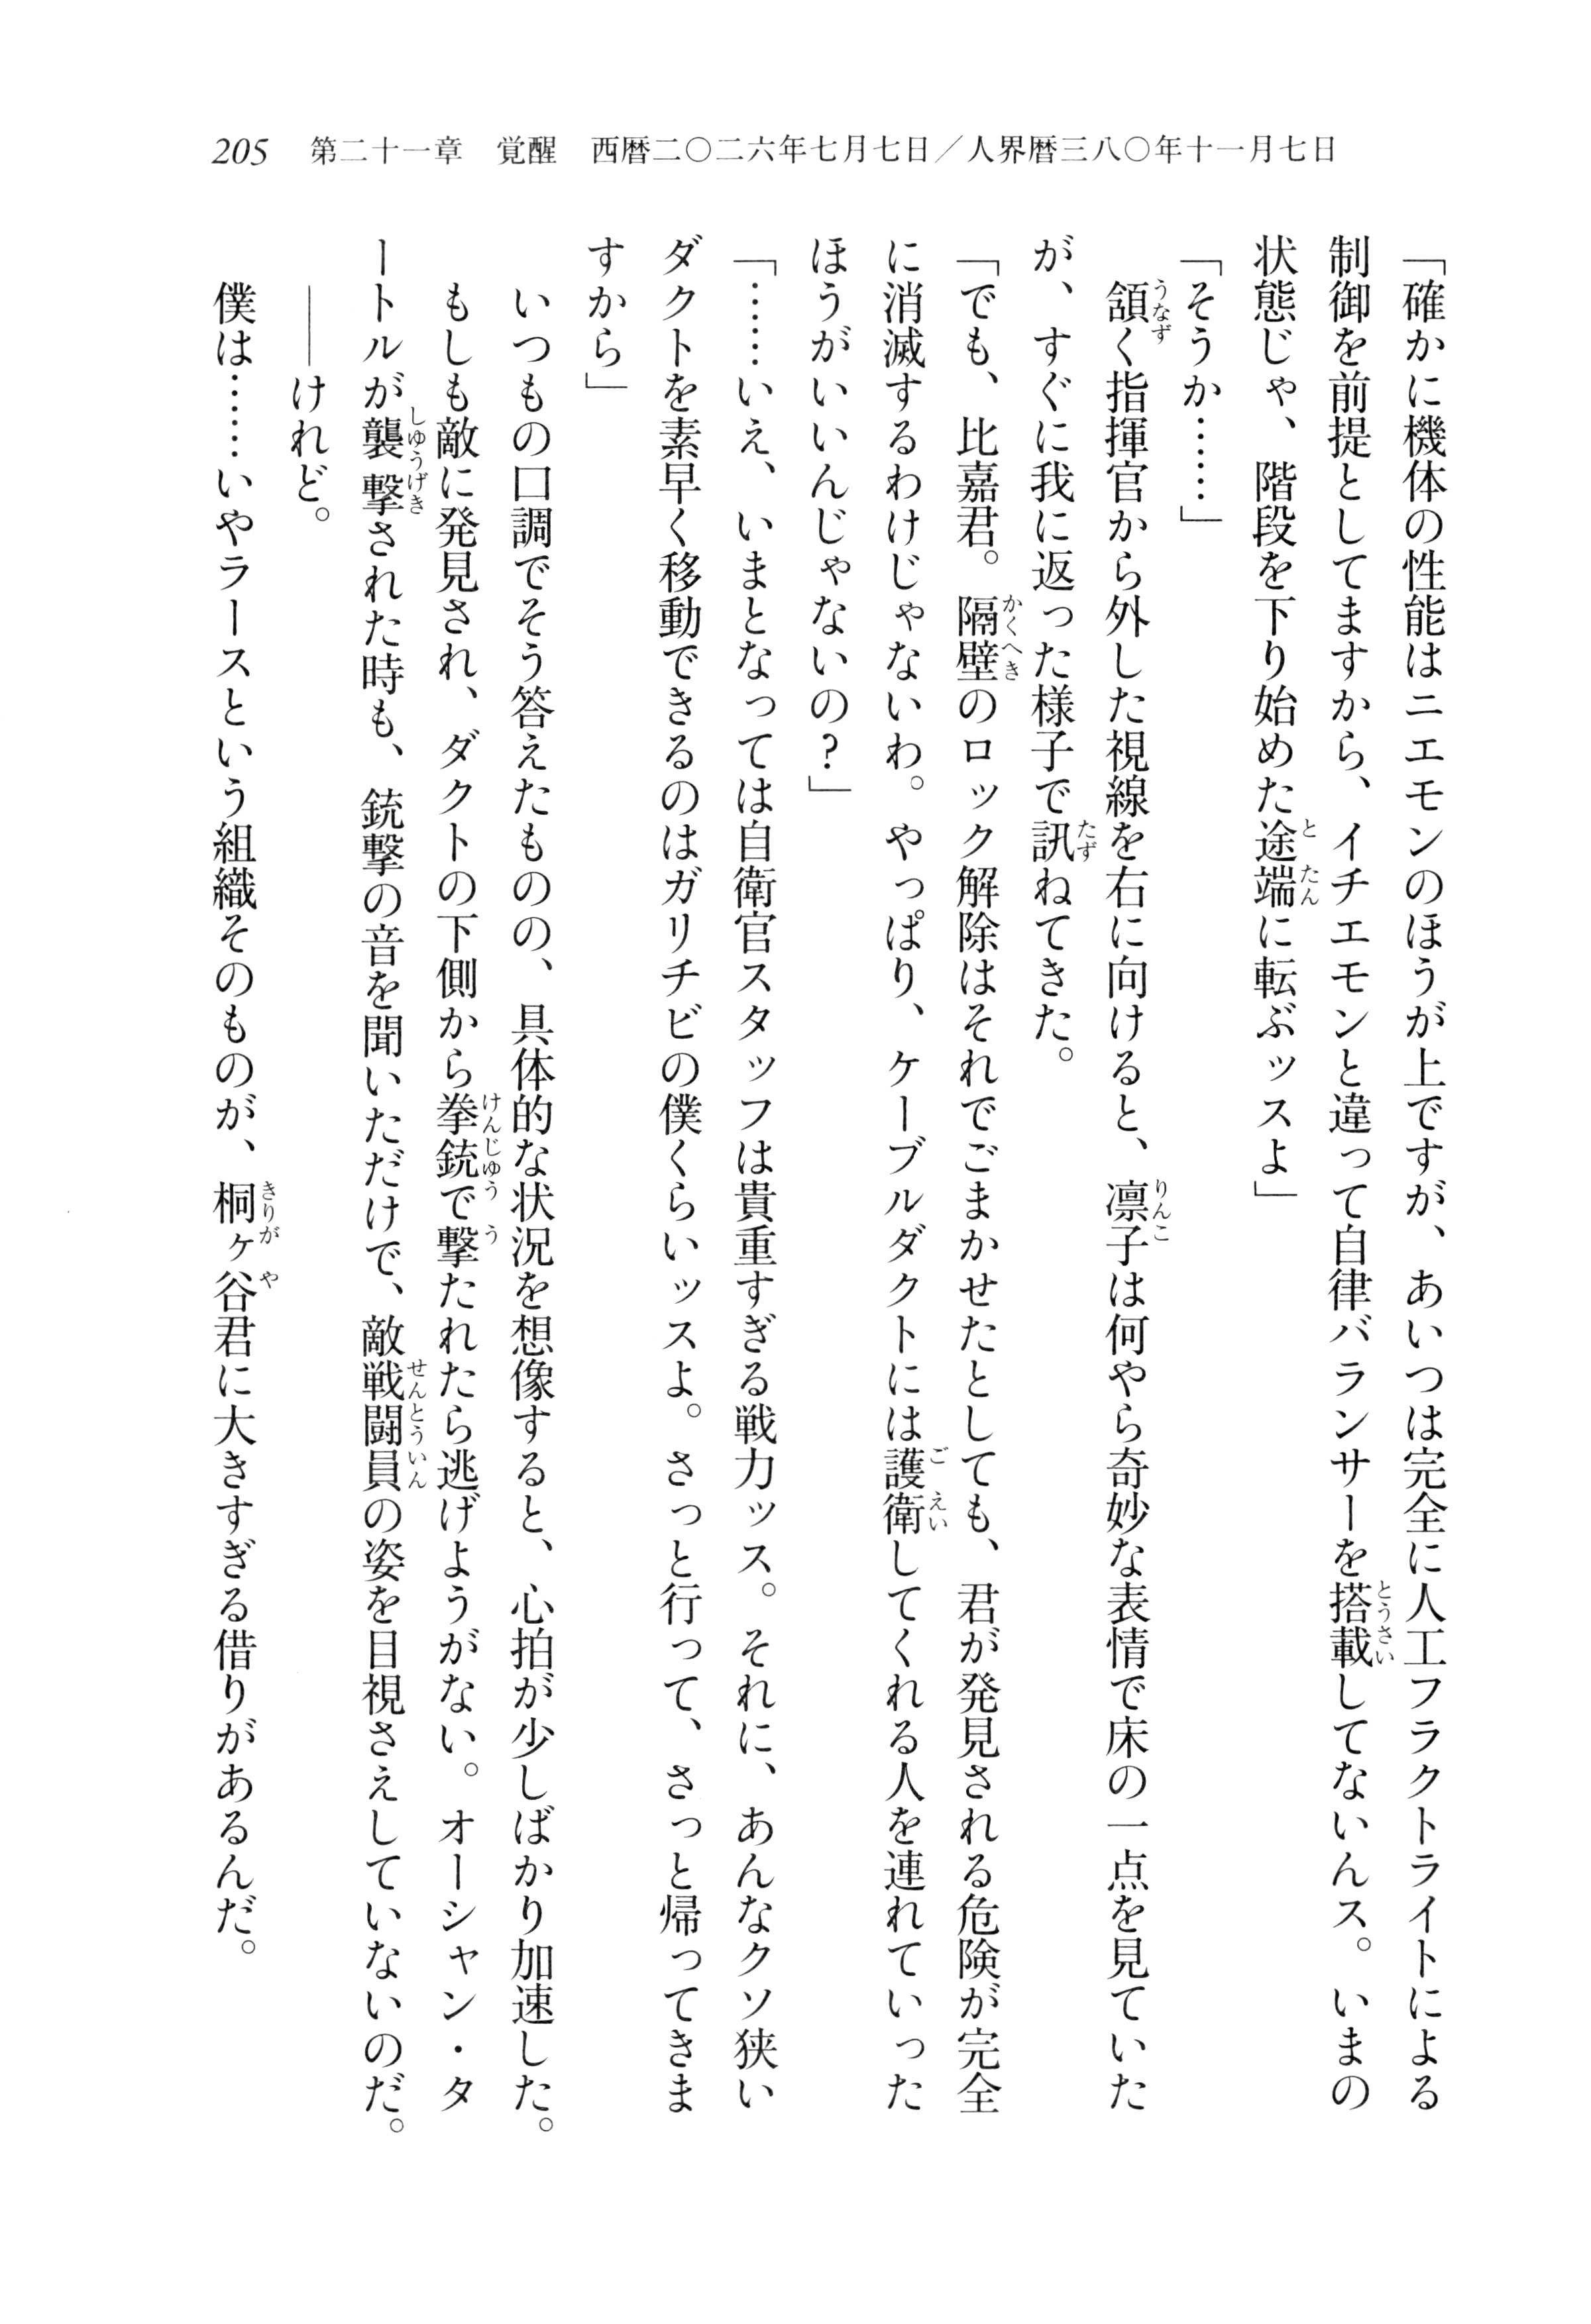 205　第二十一章　覚醒　西暦二〇二六年七月七日／人界暦三八〇年十一月七日
「確かに機体の性能はニエモンのほうが上ですが、あいつは完全に人工フラクトライトによる
制御を前提としてますから、イチエモンと違って自律バランサーを搭載してないんス。いまの
状態じゃ、階段を下り始めた途端に転ぶッスよ」
「そうか……」
　頷く指揮官から外した視線を右に向けると、凛子は何やら奇妙な表情で床の一点を見ていた
が、すぐに我に返った様子で訊ねてきた。
「でも、比嘉君。隔壁のロック解除はそれでごまかせたとしても、君が発見される危険が完全
に消滅するわけじゃないわ。やっぱり、ケーブルダクトには護衛してくれる人を連れていった
ほうがいいんじゃないの？」
「……いえ、いまとなっては自衛官スタッフは貴重すぎる戦力ッス。それに、あんなクソ狭い
ダクトを素早く移動できるのはガリチビの僕くらいッスよ。さっと行って、さっと帰ってきま
すから」
　いつもの口調でそう答えたものの、具体的な状況を想像すると、心拍が少しばかり加速した。
　もしも敵に発見され、ダクトの下側から拳銃で撃たれたら逃げようがない。オーシャン・タ
ートルが襲撃された時も、銃撃の音を聞いただけで、敵戦闘員の姿を目視さえしていないのだ。
　――けれど。
　僕は……いやラースという組織そのものが、桐ヶ谷君に大きすぎる借りがあるんだ。